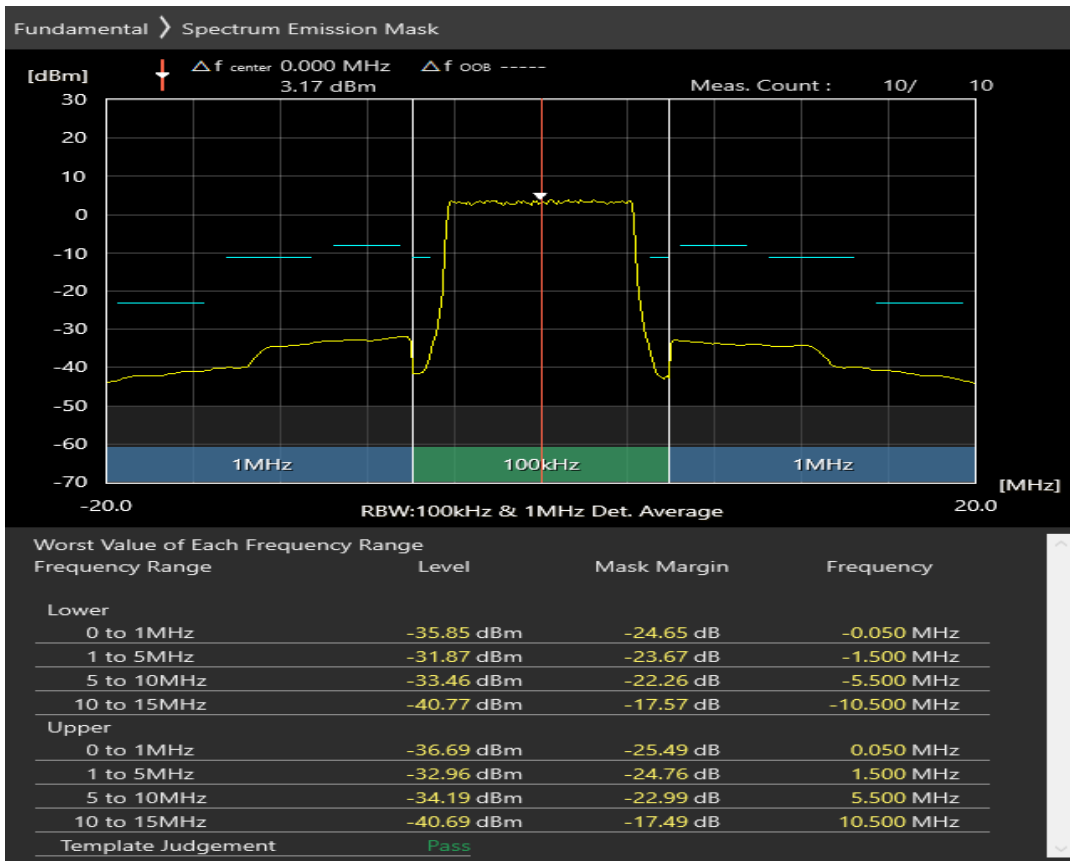 Fundamental ❯ Spectrum Emission Mask
[dBm] Δf center 0.000 MHz Δf OOB -----
3.17 dBm Meas. Count : 10/ 10
30
20
10
0
-10
-20
-30
-40
-50
-60
1MHz 100kHz 1MHz
-70 [MHz]
-20.0 RBW:100kHz & 1MHz Det. Average 20.0
Worst Value of Each Frequency Range
Frequency Range Level Mask Margin Frequency
Lower
0 to 1MHz -35.85 dBm -24.65 dB -0.050 MHz
1 to 5MHz -31.87 dBm -23.67 dB -1.500 MHz
5 to 10MHz -33.46 dBm -22.26 dB -5.500 MHz
10 to 15MHz -40.77 dBm -17.57 dB -10.500 MHz
Upper
0 to 1MHz -36.69 dBm -25.49 dB 0.050 MHz
1 to 5MHz -32.96 dBm -24.76 dB 1.500 MHz
5 to 10MHz -34.19 dBm -22.99 dB 5.500 MHz
10 to 15MHz -40.69 dBm -17.49 dB 10.500 MHz
Template Judgement Pass